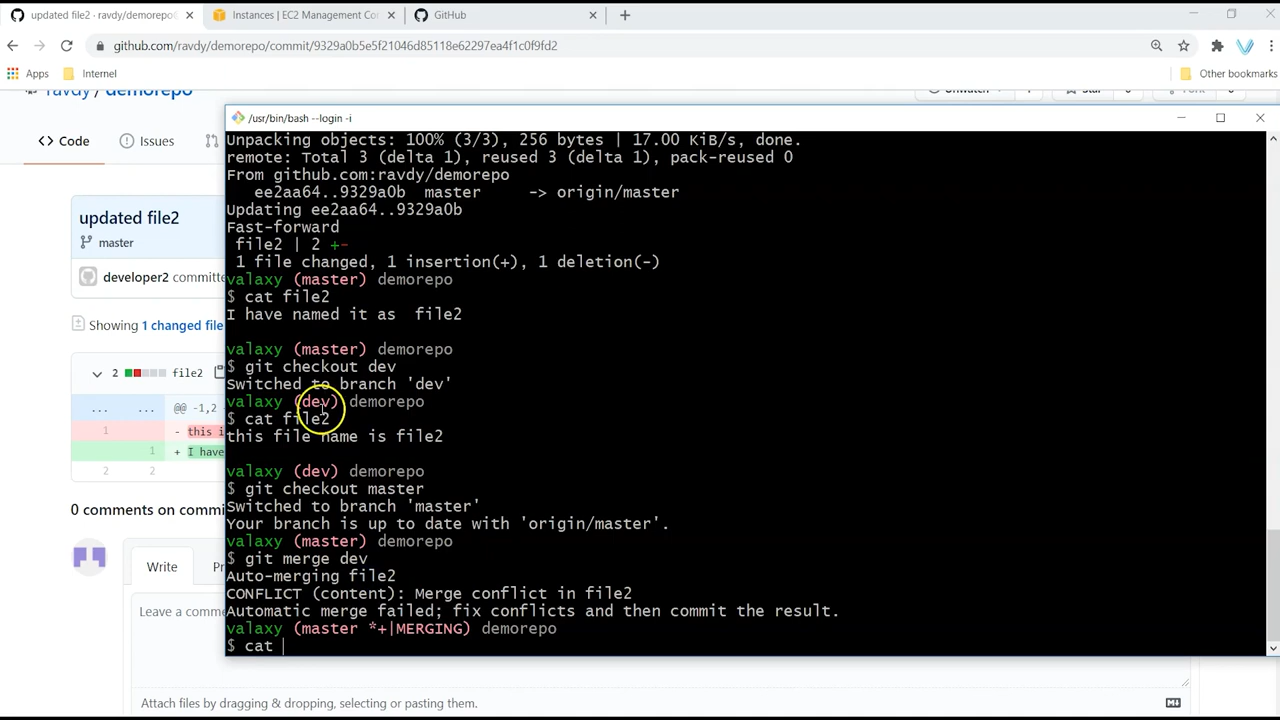 updated file2 · ravdy/demorepo
Instances | EC2 Management Co
GitHub
github.com/ravdy/demorepo/commit/9329a0b5e5f21046d85118e62297ea4f1c0f9fd2
Apps
Internet
Other bookmarks
ravdy / demorepo
Unwatch
Star
Fork
<> Code
Issues
updated file2
master
developer2 committe
Showing 1 changed file
2 file2
... ... @@ -1,2
1 - this i
1 + I have
2 2
0 comments on commi
Write
Pr
Leave a comme
Attach files by dragging & dropping, selecting or pasting them.
/usr/bin/bash --login -i
Unpacking objects: 100% (3/3), 256 bytes | 17.00 KiB/s, done.
remote: Total 3 (delta 1), reused 3 (delta 1), pack-reused 0
From github.com:ravdy/demorepo
ee2aa64..9329a0b master -> origin/master
Updating ee2aa64..9329a0b
Fast-forward
file2 | 2 +-
1 file changed, 1 insertion(+), 1 deletion(-)
valaxy (master) demorepo
$ cat file2
I have named it as file2
valaxy (master) demorepo
$ git checkout dev
Switched to branch 'dev'
valaxy (dev) demorepo
$ cat file2
this file name is file2
valaxy (dev) demorepo
$ git checkout master
Switched to branch 'master'
Your branch is up to date with 'origin/master'.
valaxy (master) demorepo
$ git merge dev
Auto-merging file2
CONFLICT (content): Merge conflict in file2
Automatic merge failed; fix conflicts and then commit the result.
valaxy (master *+|MERGING) demorepo
$ cat